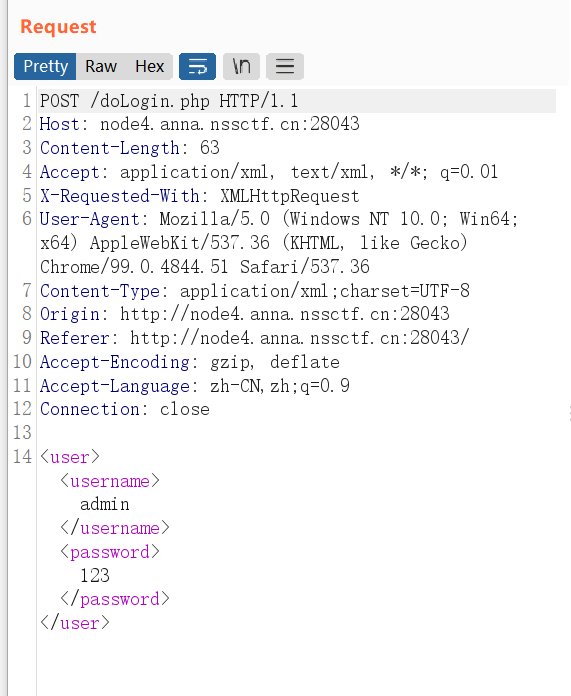 Request
Pretty Raw Hex \n
1 POST /doLogin.php HTTP/1.1
2 Host: node4.anna.nssctf.cn:28043
3 Content-Length: 63
4 Accept: application/xml, text/xml, */*; q=0.01
5 X-Requested-With: XMLHttpRequest
6 User-Agent: Mozilla/5.0 (Windows NT 10.0; Win64;
x64) AppleWebKit/537.36 (KHTML, like Gecko)
Chrome/99.0.4844.51 Safari/537.36
7 Content-Type: application/xml;charset=UTF-8
8 Origin: http://node4.anna.nssctf.cn:28043
9 Referer: http://node4.anna.nssctf.cn:28043/
10 Accept-Encoding: gzip, deflate
11 Accept-Language: zh-CN,zh;q=0.9
12 Connection: close
13
14 <user>
<username>
admin
</username>
<password>
123
</password>
</user>